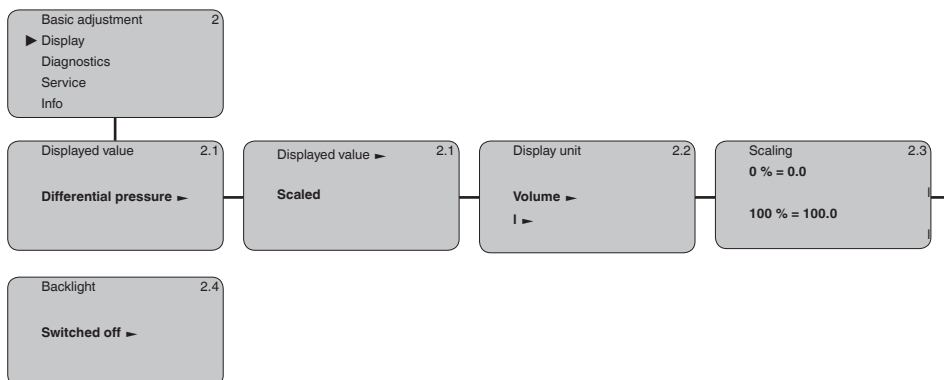 Basic adjustment 2
▶ Display
Diagnostics
Service
Info
Displayed value 2.1
Differential pressure ►
Displayed value ► 2.1
Scaled
Display unit 2.2
Volume ►
l ►
Scaling 2.3
0 % = 0.0
l
100 % = 100.0
l
Backlight 2.4
Switched off ►